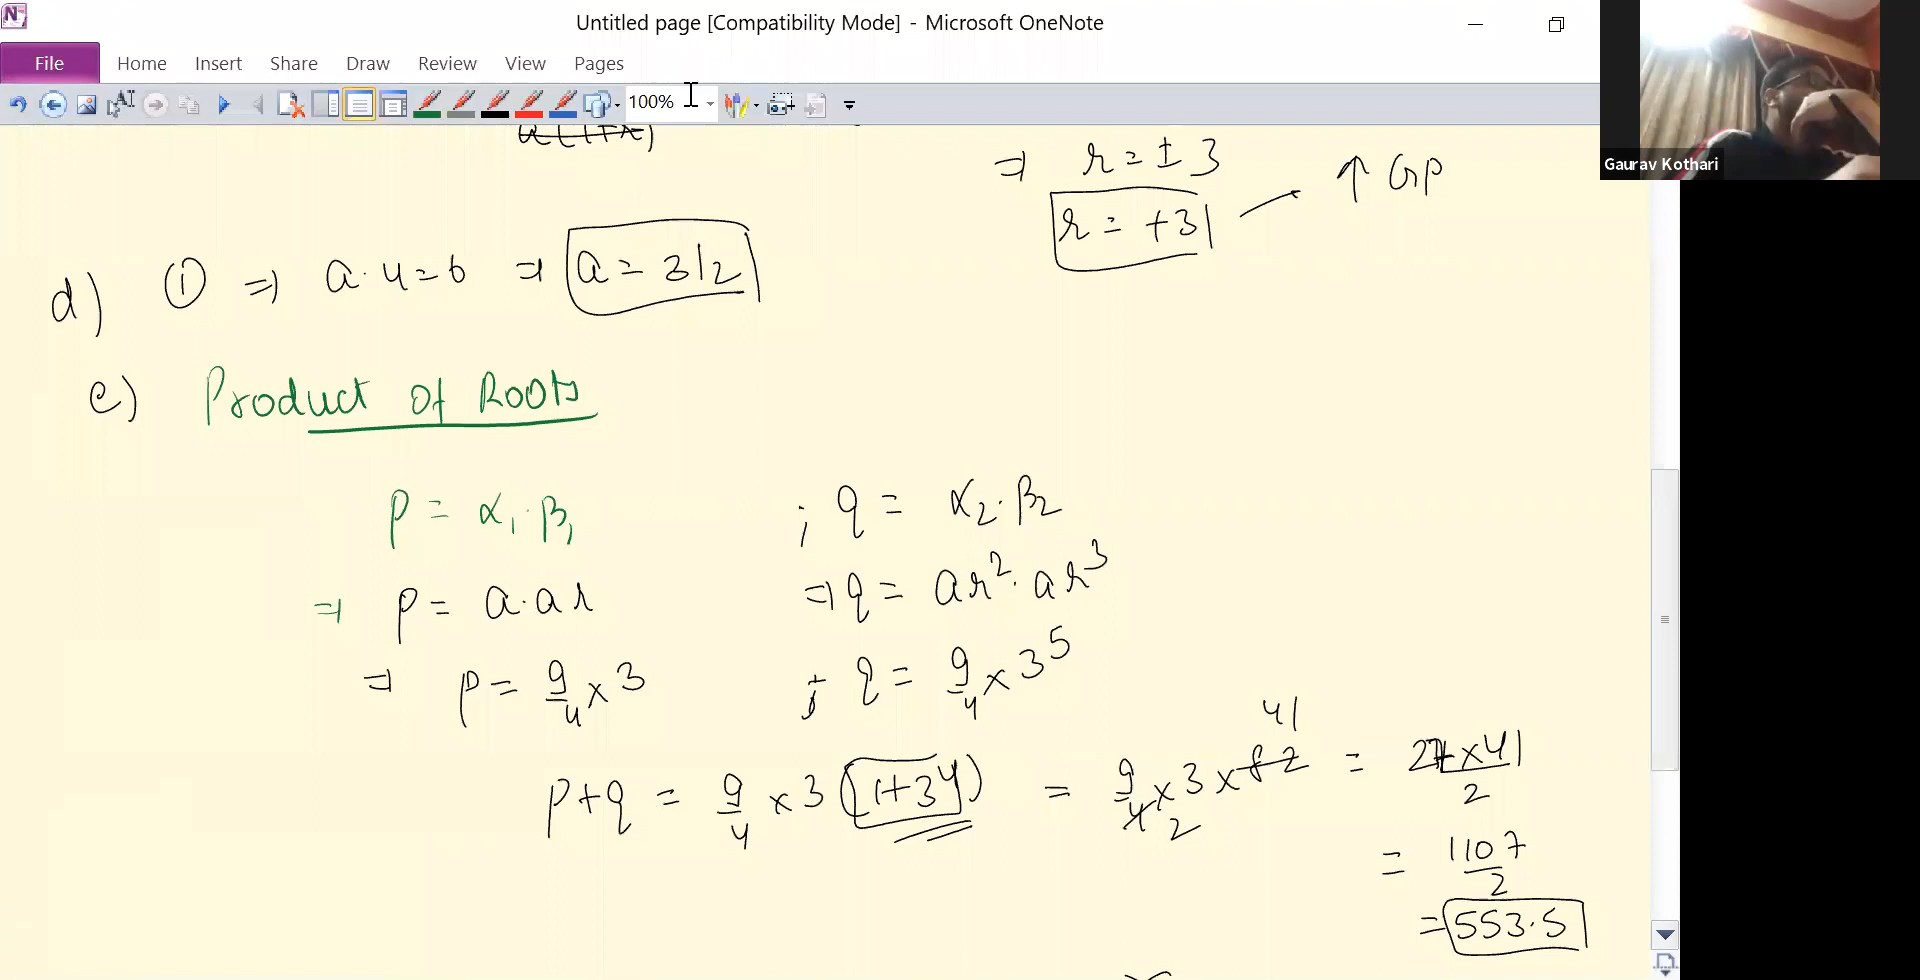 Untitled page [Compatibility Mode] - Microsoft OneNote
File Home Insert Share Draw Review View Pages
100%
Gaurav Kothari
⇒ r = ± 3
r = +3 → ↑ GP
d) ① ⇒ a·4 = 6 ⇒ a = 3/2
e) Product of Roots
p = α₁·β₁ ; q = α₂·β₂
⇒ p = a·ar ⇒ q = ar²·ar³
⇒ p = 9/4 × 3 ; q = 9/4 × 3⁵
41
p+q = 9/4 × 3 (1+3⁴) = 9/4 × 3 × 82 = 27×41/2
2
= 1107/2
= 553.5